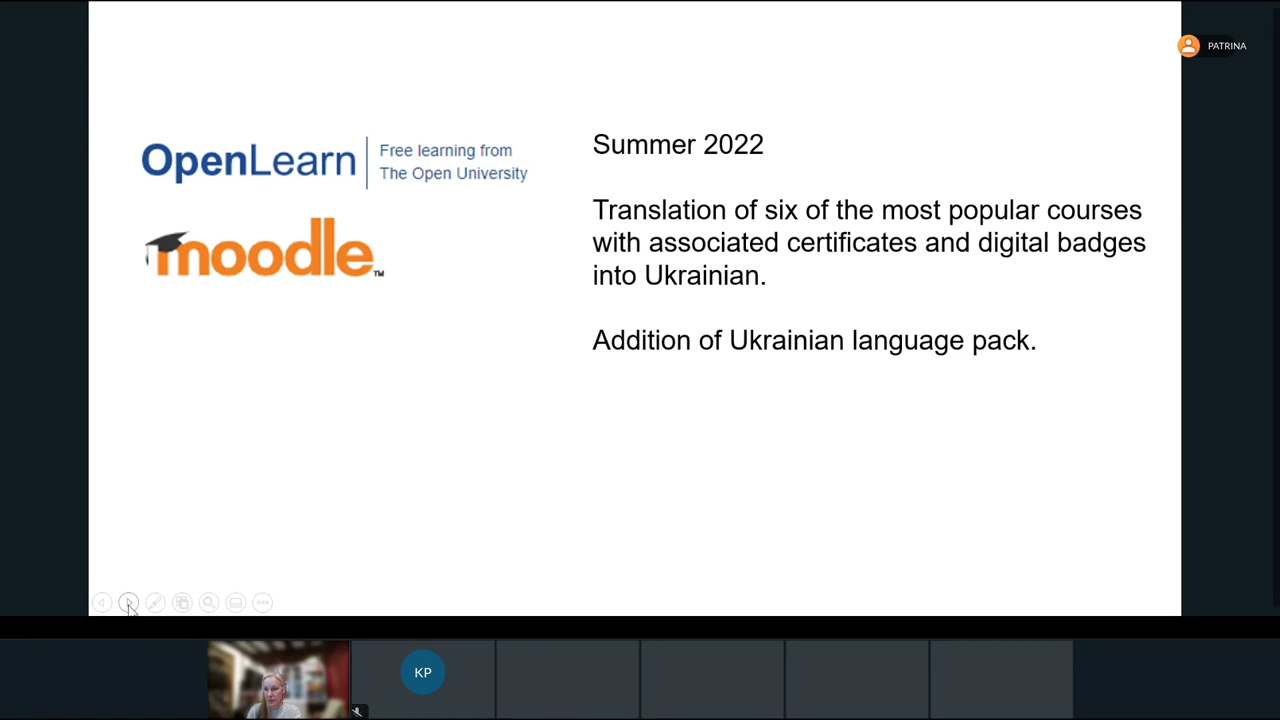 PATRINA
OpenLearn
Free learning from
The Open University
moodle™
Summer 2022
Translation of six of the most popular courses
with associated certificates and digital badges
into Ukrainian.
Addition of Ukrainian language pack.
KP